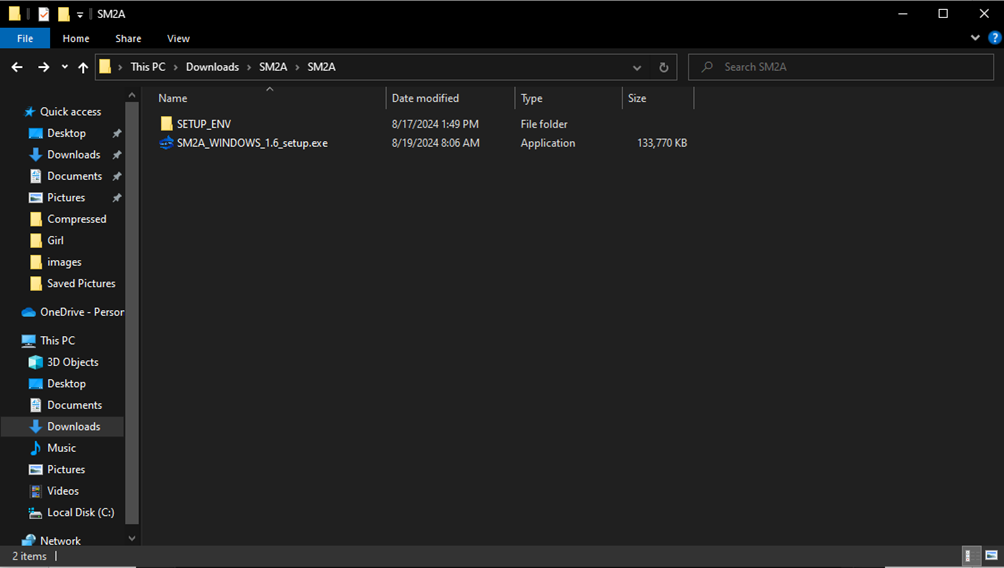 SM2A
File Home Share View
This PC Downloads SM2A SM2A Search SM2A
Name Date modified Type Size
SETUP_ENV 8/17/2024 1:49 PM File folder
SM2A_WINDOWS_1.6_setup.exe 8/19/2024 8:06 AM Application 133,770 KB
Quick access
Desktop
Downloads
Documents
Pictures
Compressed
Girl
images
Saved Pictures
OneDrive - Person
This PC
3D Objects
Desktop
Documents
Downloads
Music
Pictures
Videos
Local Disk (C:)
Network
2 items